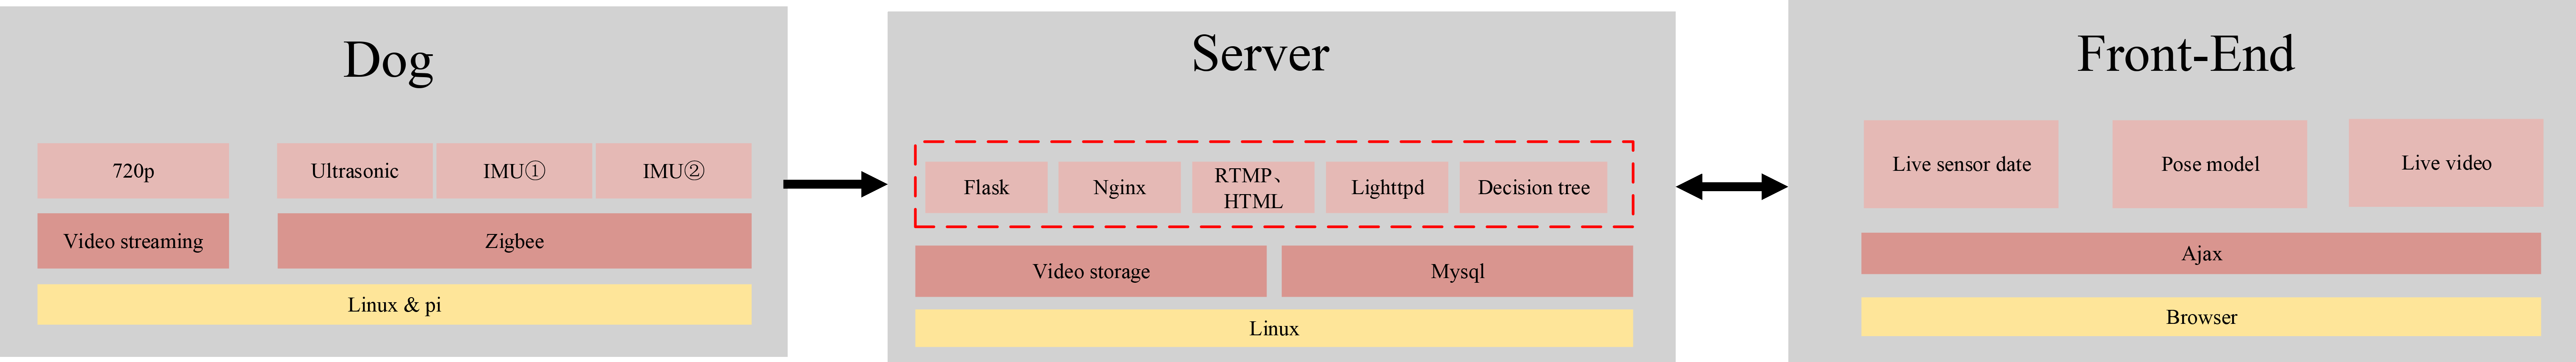 Dog
720p
Ultrasonic
IMU①
IMU②
Video streaming
Zigbee
Linux & pi
Server
Flask
Nginx
RTMP、
HTML
Lighttpd
Decision tree
Video storage
Mysql
Linux
Front-End
Live sensor date
Pose model
Live video
Ajax
Browser